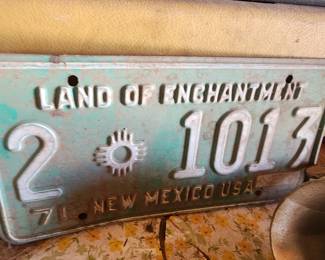 LAND OF ENCHANTMENT
2 1013
71 NEW MEXICO USA